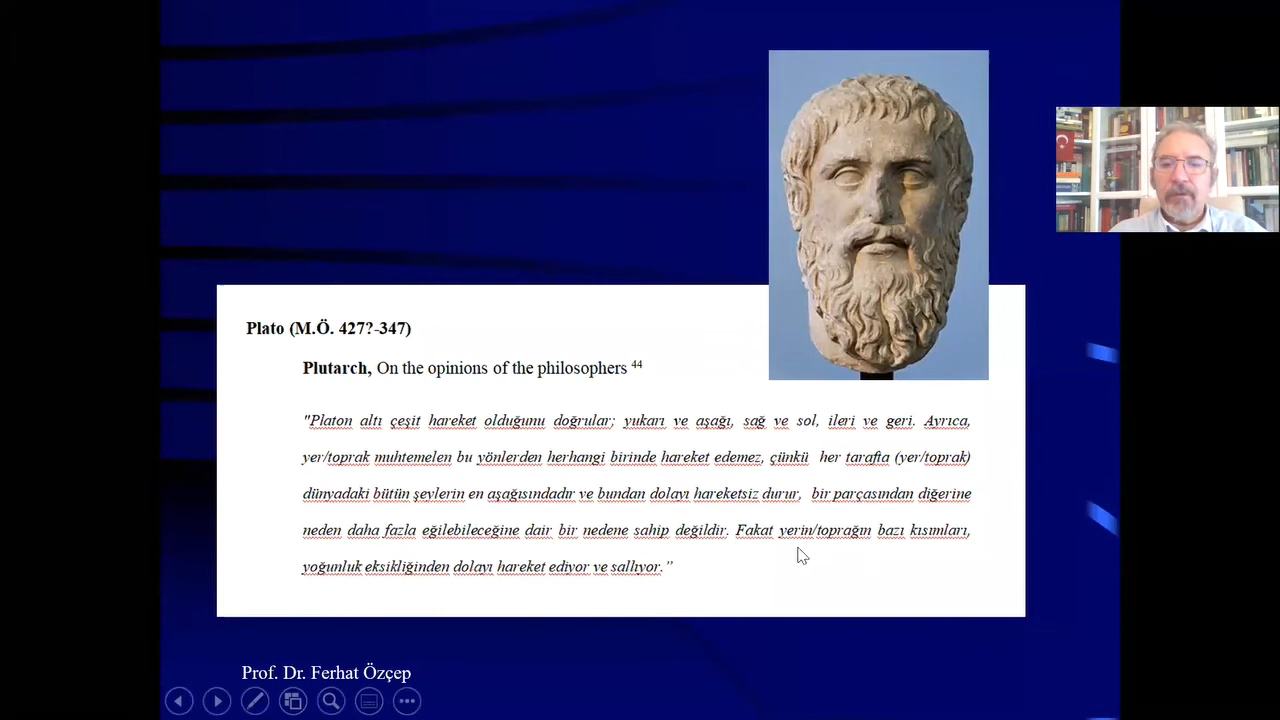 Plato (M.Ö. 427?-347)
Plutarch, On the opinions of the philosophers 44
"Platon altı çeşit hareket olduğunu doğrular; yukarı ve aşağı, sağ ve sol, ileri ve geri. Ayrıca,
yer/toprak muhtemelen bu yönlerden herhangi birinde hareket edemez, çünkü her tarafta (yer/toprak)
dünyadaki bütün şeylerin en aşağısındadır ve bundan dolayı hareketsiz durur, bir parçasından diğerine
neden daha fazla eğilebileceğine dair bir nedene sahip değildir. Fakat yerin/toprağın bazı kısımları,
yoğunluk eksikliğinden dolayı hareket ediyor ve sallıyor.”
Prof. Dr. Ferhat Özçep